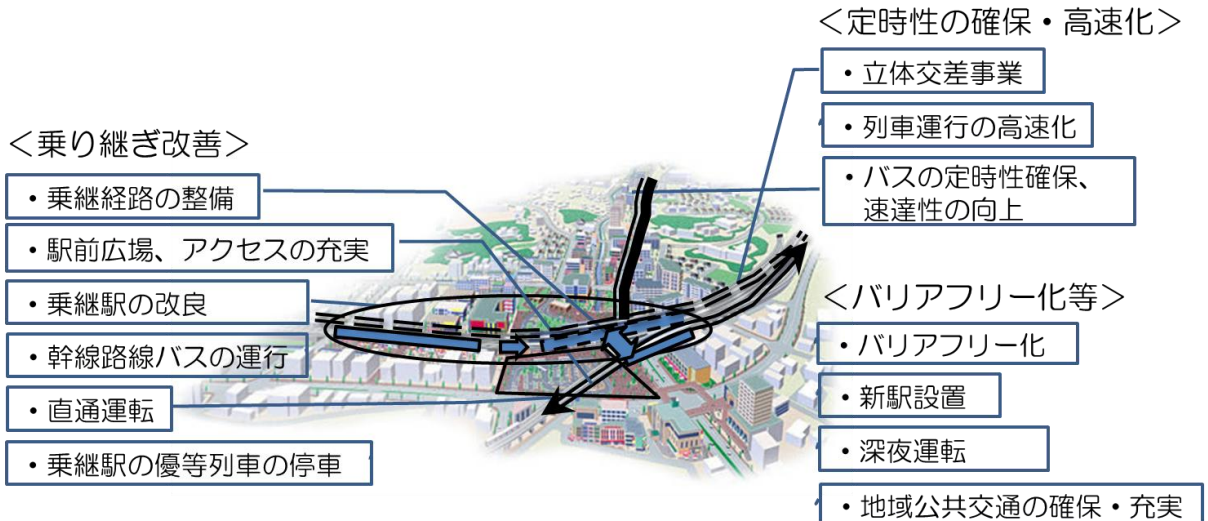 ＜乗り継ぎ改善＞
・乗継経路の整備
・駅前広場、アクセスの充実
・乗継駅の改良
・幹線路線バスの運行
・直通運転
・乗継駅の優等列車の停車
＜定時性の確保・高速化＞
・立体交差事業
・列車運行の高速化
・バスの定時性確保、
速達性の向上
＜バリアフリー化等＞
・バリアフリー化
・新駅設置
・深夜運転
・地域公共交通の確保・充実